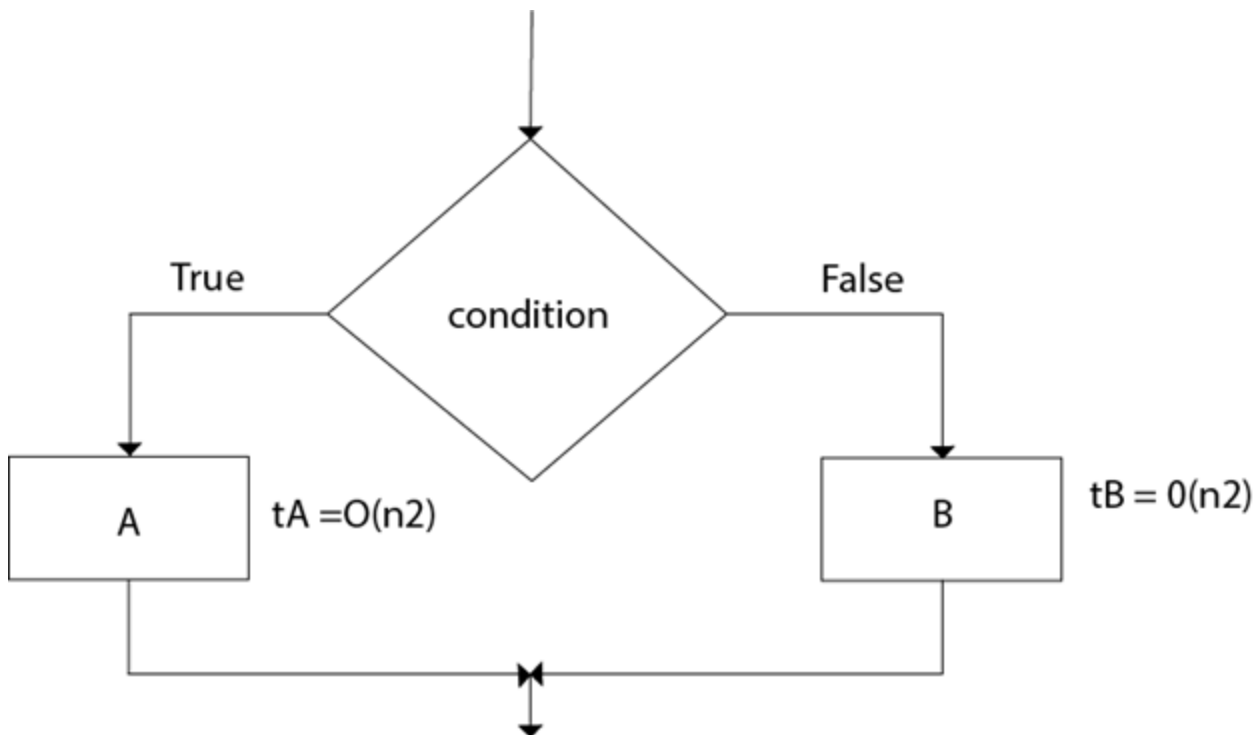 True
False
condition
A
tA =O(n2)
B
tB = 0(n2)